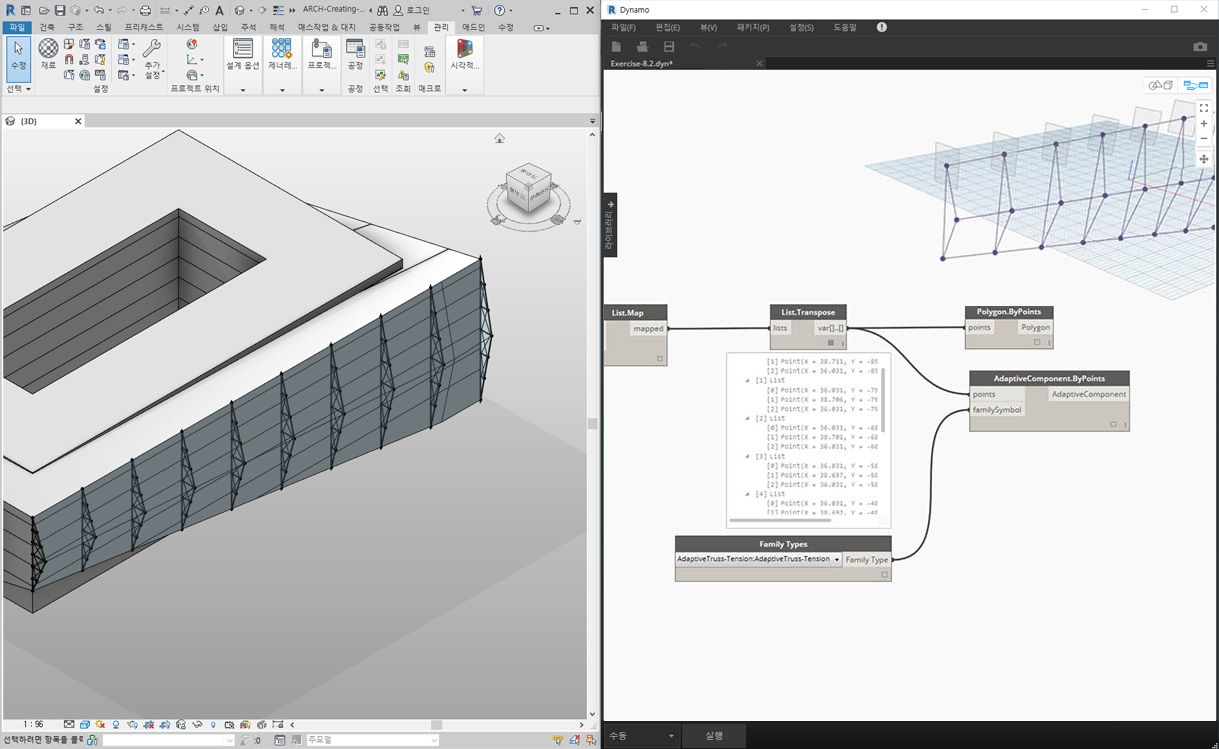 ARCH-Creating-...
로그인
파일
건축
구조
스틸
프리캐스트
시스템
삽입
주석
해석
매스작업 & 대지
공동작업
뷰
관리
애드인
수정
수정
재료
추가
설정
설계 옵션
제너레...
프로젝...
공정
시각적...
선택
설정
프로젝트 위치
공정
선택
조회
매크로
{3D}
1 : 96
선택하려면 항목을 클릭
:0
주모델
Dynamo
파일(F)
편집(E)
뷰(V)
패키지(P)
설정(S)
도움말
Exercise-8.2.dyn*
라이브러리
List.Map
mapped
List.Transpose
lists
var[]..[]
[1] Point(X = 38.711, Y = -89
[2] Point(X = 36.031, Y = -89
[1] List
[0] Point(X = 36.031, Y = -79
[1] Point(X = 38.706, Y = -79
[2] Point(X = 36.031, Y = -79
[2] List
[0] Point(X = 36.031, Y = -68
[1] Point(X = 38.701, Y = -68
[2] Point(X = 36.031, Y = -68
[3] List
[0] Point(X = 36.031, Y = -58
[1] Point(X = 38.697, Y = -58
[2] Point(X = 36.031, Y = -58
[4] List
[0] Point(X = 36.031, Y = -48
[1] Point(X = 38.692, Y = -48
Polygon.ByPoints
points
Polygon
AdaptiveComponent.ByPoints
points
AdaptiveComponent
familySymbol
Family Types
AdaptiveTruss-Tension:AdaptiveTruss-Tension
Family Type
수동
실행